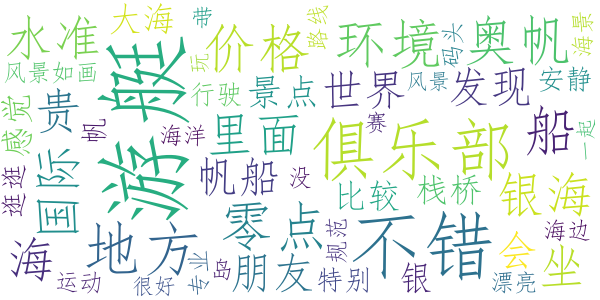 水准
大海
带
价格
路线
环境
码头
奥帆
海景
风景如画
游艇
玩
行驶
景点
世界
风景
发现
安静
感觉
贵
帆
海洋
里面
俱乐部
赛
船
一起
逛逛
国际
帆船
没
比较
栈桥
银海
海边
海
地方
零点
不错
规范
会
坐
运动
很好
专业
岛
朋友
特别
银
漂亮